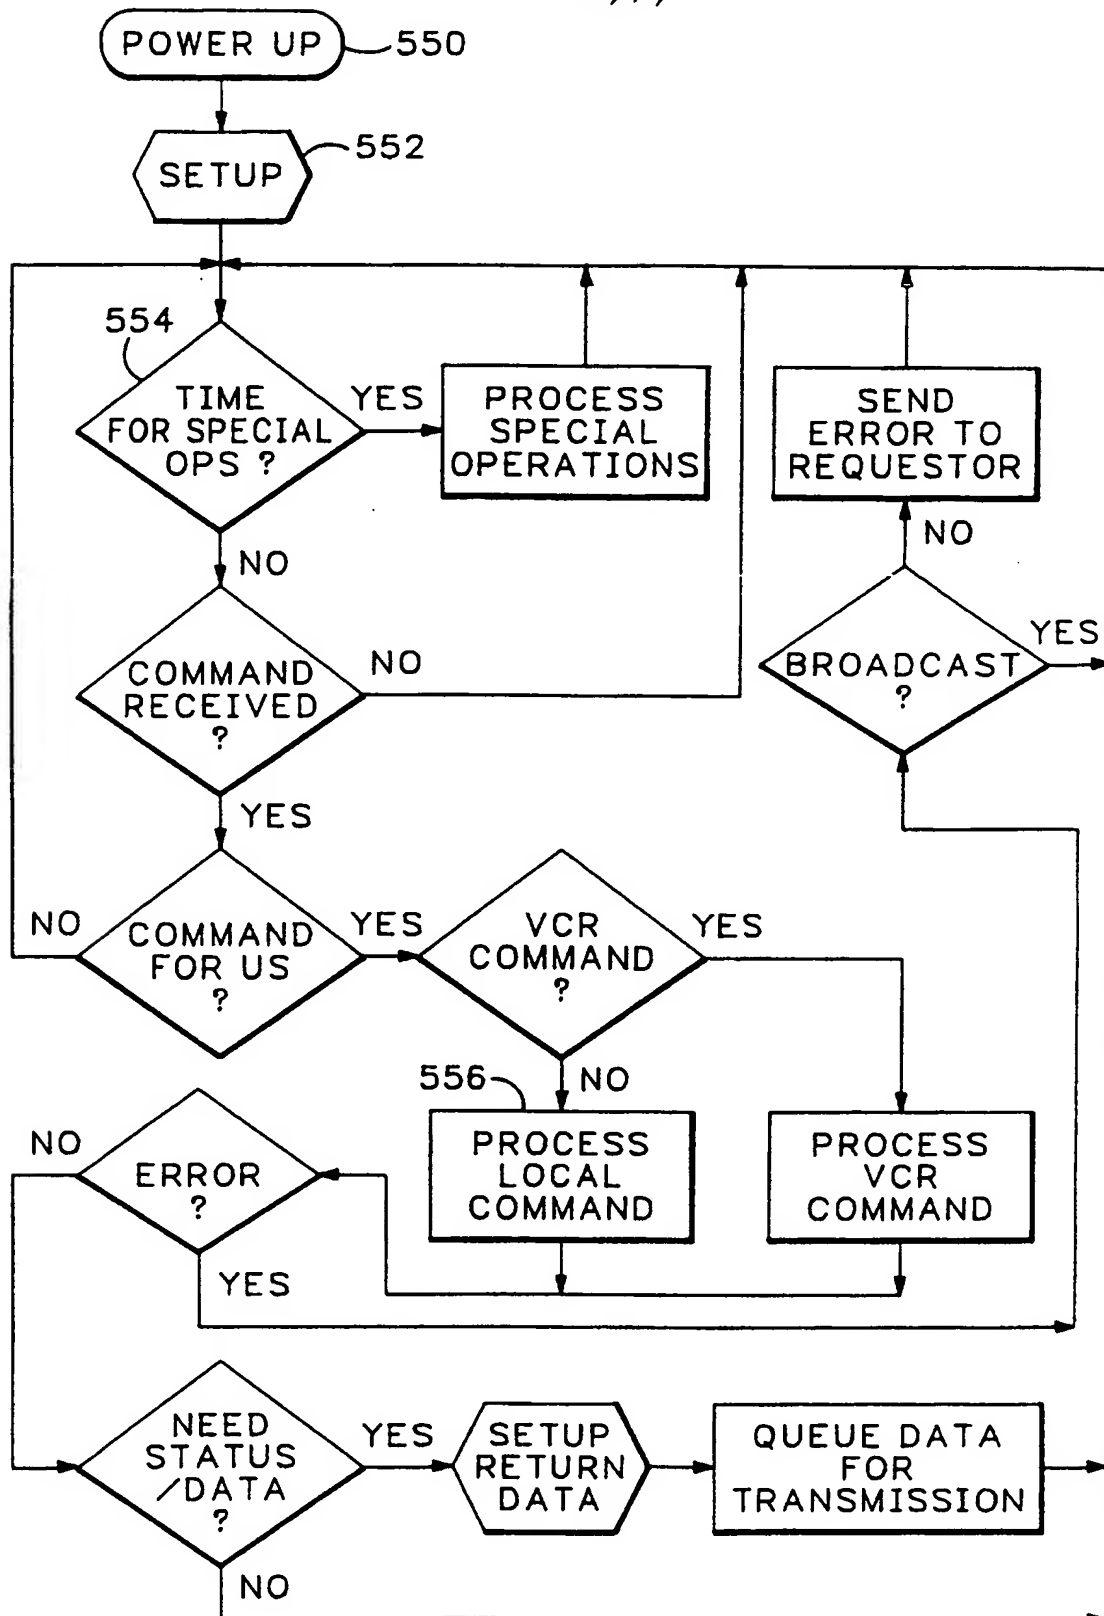 POWER UP
550
SETUP
552
554
TIME
FOR SPECIAL
OPS ?
YES
PROCESS
SPECIAL
OPERATIONS
SEND
ERROR TO
REQUESTOR
NO
NO
COMMAND
RECEIVED
?
NO
BROADCAST
?
YES
YES
NO
COMMAND
FOR US
?
YES
VCR
COMMAND
?
YES
556
NO
PROCESS
LOCAL
COMMAND
PROCESS
VCR
COMMAND
NO
ERROR
?
YES
NEED
STATUS
/DATA
?
YES
SETUP
RETURN
DATA
QUEUE DATA
FOR
TRANSMISSION
NO